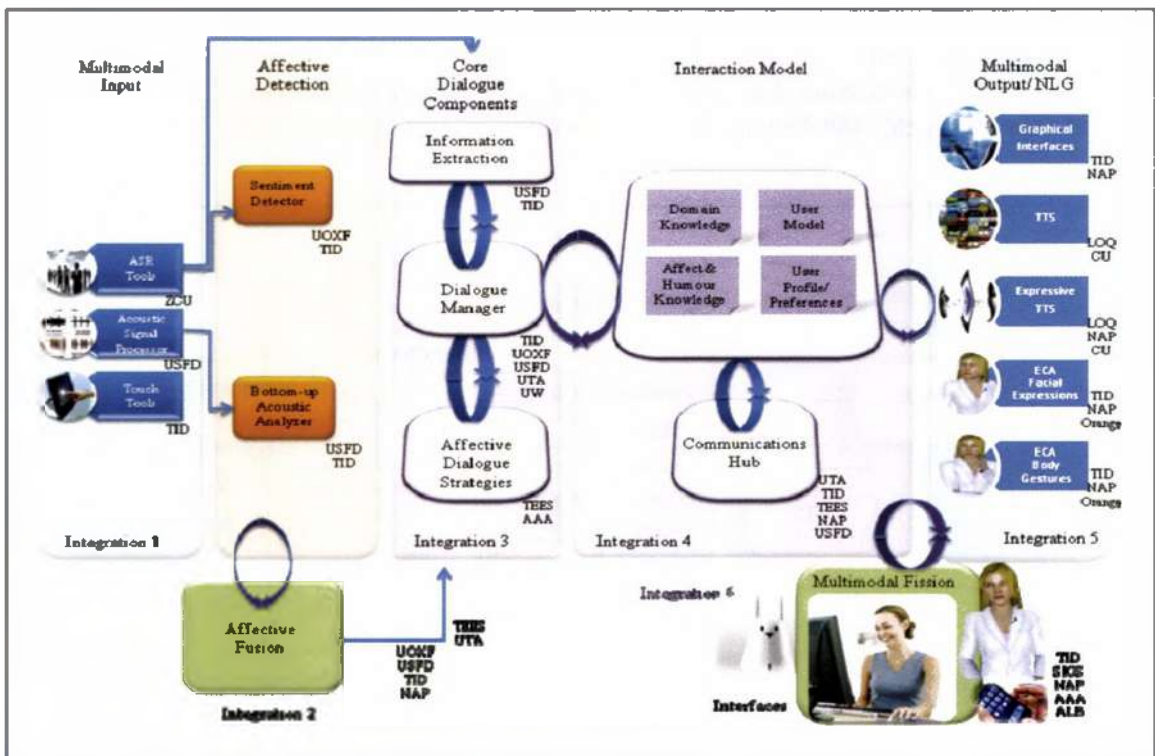 Multimodal
Input
Affective
Detection
Core
Dialogue
Components
Interaction Model
Multimodal
Output/ NLG
ASR
Tools
ZCU
Acoustic
Signal
Processor
USFD
Touch
Tools
TID
Integration 1
Sentiment
Detector
UOXF
TID
Bottom-up
Acoustic
Analyzer
USFD
TID
Affective
Fusion
Integration 2
UOXF
USFD
TID
NAP
TEES
UTA
Information
Extraction
USFD
TID
Dialogue
Manager
TID
UOXF
USFD
UTA
UW
Affective
Dialogue
Strategies
TEES
AAA
Integration 3
Domain
Knowledge
User
Model
Affect &
Humour
Knowledge
User
Profile/
Preferences
Communications
Hub
UTA
TID
TEES
NAP
USFD
Integration 4
Graphical
Interfaces
TID
NAP
TTS
LOQ
CU
Expressive
TTS
LOQ
NAP
CU
ECA
Facial
Expressions
TID
NAP
Orange
ECA
Body
Gestures
TID
NAP
Orange
Integration 5
Integration 6
Interfaces
Multimodal Fission
TID
NAP
AAA
ALB